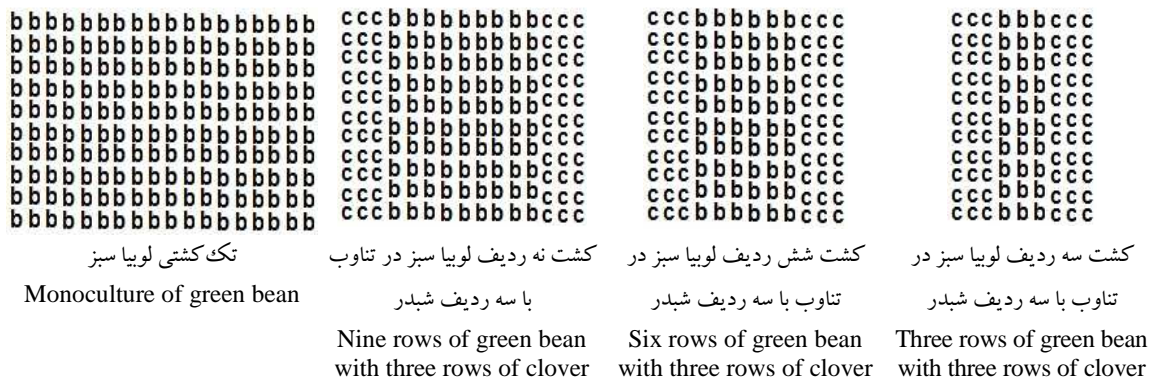 b b b b b b b b b b b b b b b b b b c c c b b b b b b b b b c c c c c c b b b b b b c c c c c c b b b c c c
b b b b b b b b b b b b b b b b b b c c c b b b b b b b b b c c c c c c b b b b b b c c c c c c b b b c c c
b b b b b b b b b b b b b b b b b b c c c b b b b b b b b b c c c c c c b b b b b b c c c c c c b b b c c c
b b b b b b b b b b b b b b b b b b c c c b b b b b b b b b c c c c c c b b b b b b c c c c c c b b b c c c
b b b b b b b b b b b b b b b b b b c c c b b b b b b b b b c c c c c c b b b b b b c c c c c c b b b c c c
b b b b b b b b b b b b b b b b b b c c c b b b b b b b b b c c c c c c b b b b b b c c c c c c b b b c c c
b b b b b b b b b b b b b b b b b b c c c b b b b b b b b b c c c c c c b b b b b b c c c c c c b b b c c c
b b b b b b b b b b b b b b b b b b c c c b b b b b b b b b c c c c c c b b b b b b c c c c c c b b b c c c
b b b b b b b b b b b b b b b b b b c c c b b b b b b b b b c c c c c c b b b b b b c c c c c c b b b c c c
b b b b b b b b b b b b b b b b b b c c c b b b b b b b b b c c c c c c b b b b b b c c c c c c b b b c c c
تک‌کشتی لوبیا سبز
Monoculture of green bean
کشت نه ردیف لوبیا سبز در تناوب
با سه ردیف شبدر
Nine rows of green bean
with three rows of clover
کشت شش ردیف لوبیا سبز در
تناوب با سه ردیف شبدر
Six rows of green bean
with three rows of clover
کشت سه ردیف لوبیا سبز در
تناوب با سه ردیف شبدر
Three rows of green bean
with three rows of clover